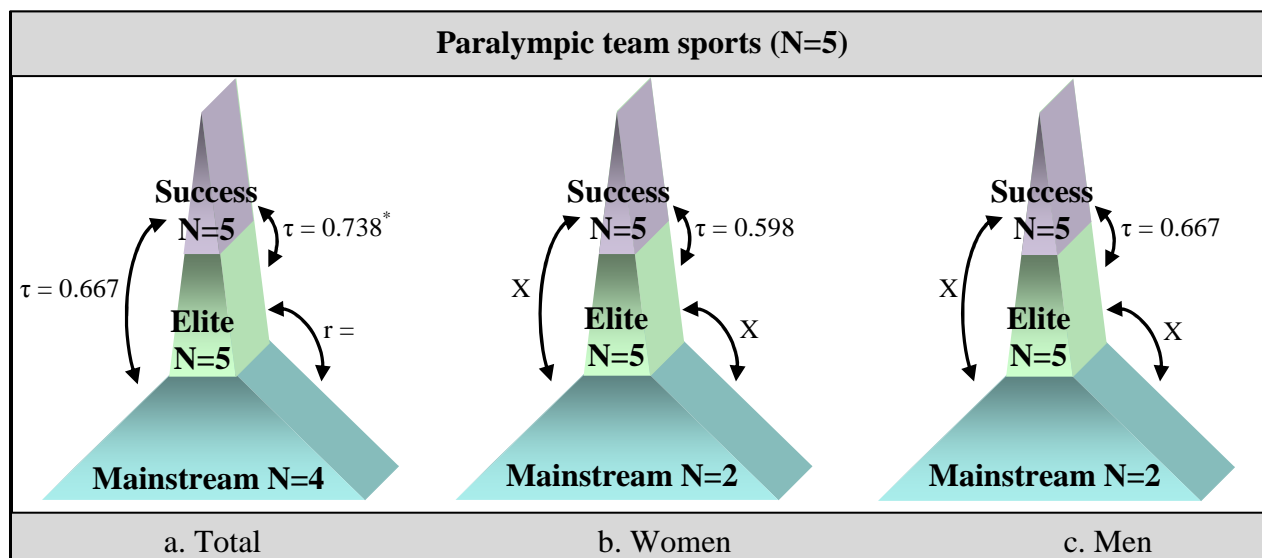 Paralympic team sports (N=5)
Success
N=5
τ = 0.738*
τ = 0.667
Elite
N=5
r =
Mainstream N=4
a. Total
Success
N=5
τ = 0.598
X
Elite
N=5
X
Mainstream N=2
b. Women
Success
N=5
τ = 0.667
X
Elite
N=5
X
Mainstream N=2
c. Men